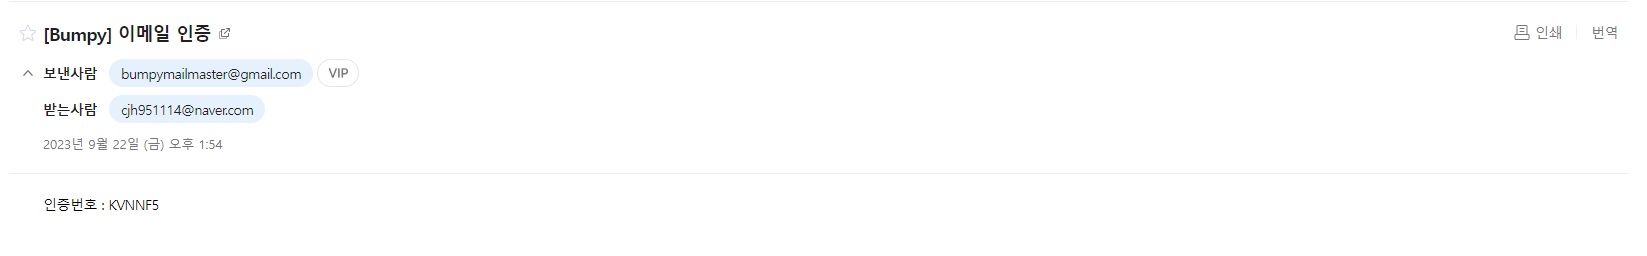 [Bumpy] 이메일 인증
인쇄 번역
보낸사람 bumpymailmaster@gmail.com VIP
받는사람 cjh951114@naver.com
2023년 9월 22일 (금) 오후 1:54
인증번호 : KVNNF5